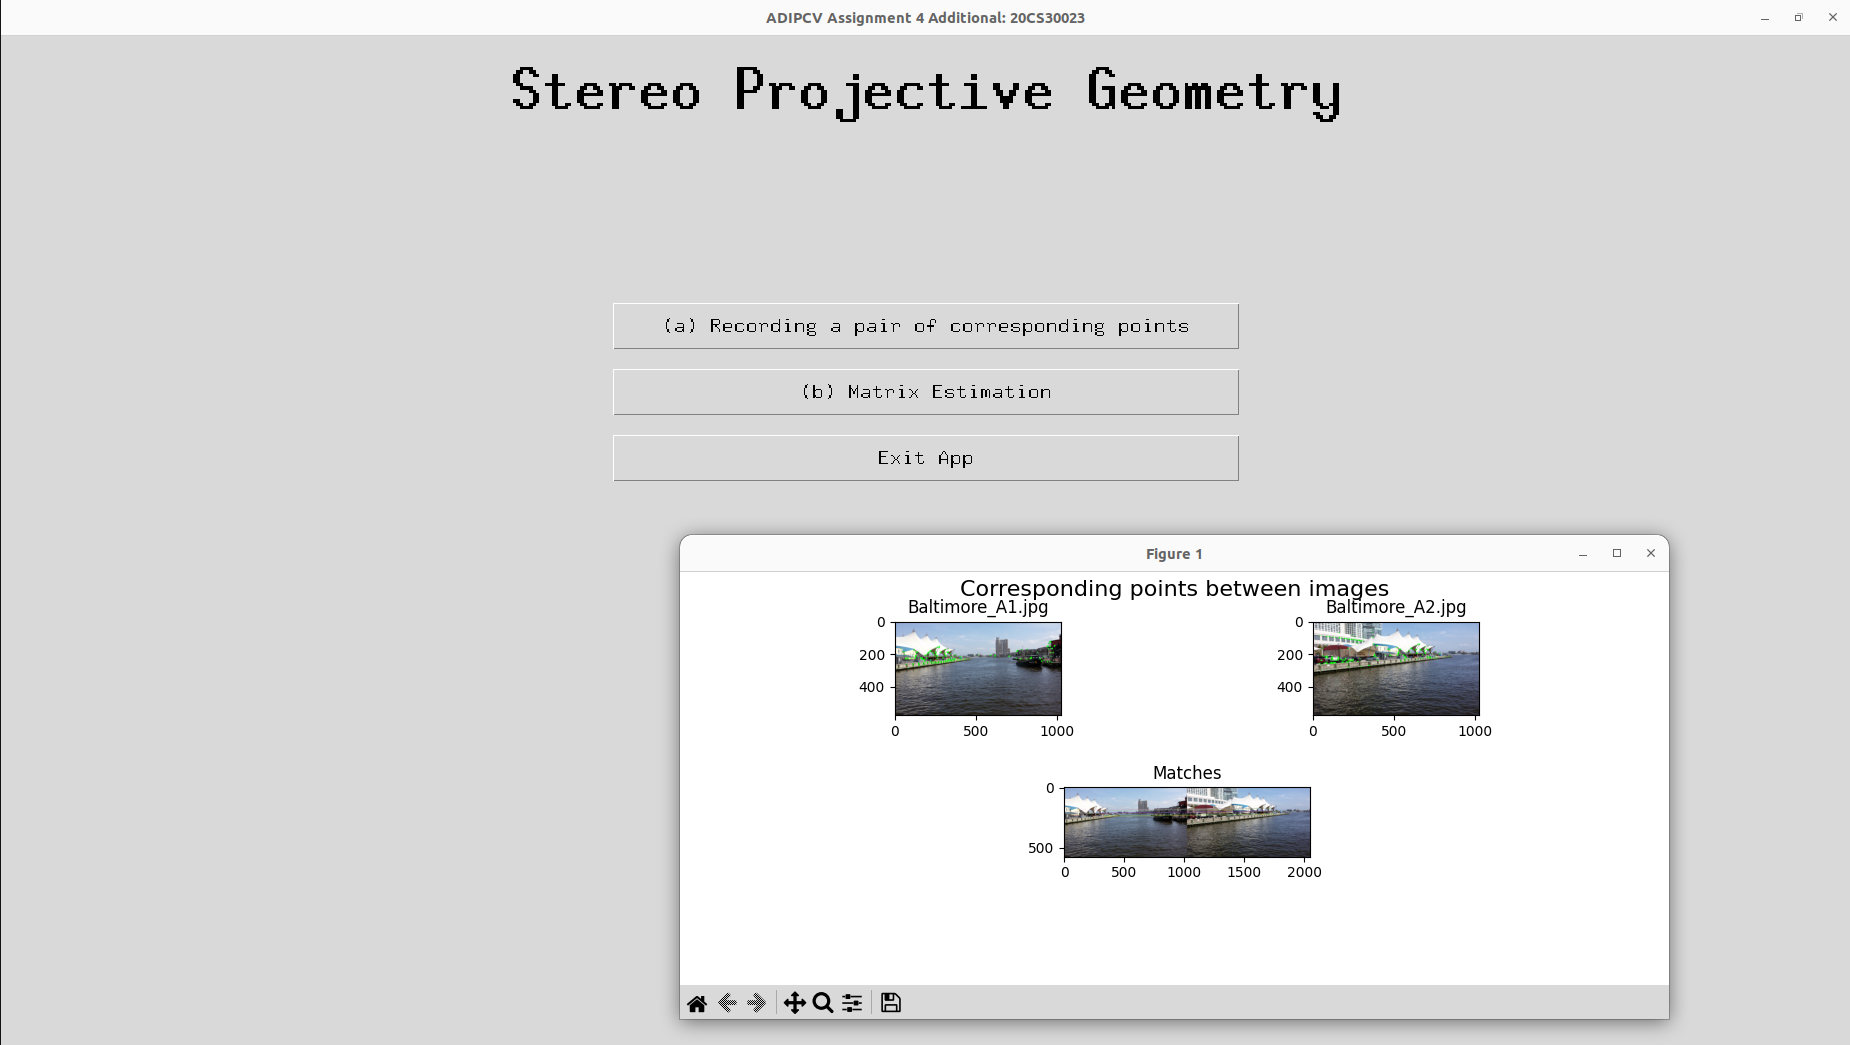 ADIPCV Assignment 4 Additional: 20CS30023
Stereo Projective Geometry
(a) Recording a pair of corresponding points
(b) Matrix Estimation
Exit App
Figure 1
Corresponding points between images
Baltimore_A1.jpg
0
200
400
0 500 1000
Baltimore_A2.jpg
0
200
400
0 500 1000
Matches
0
500
0 500 1000 1500 2000